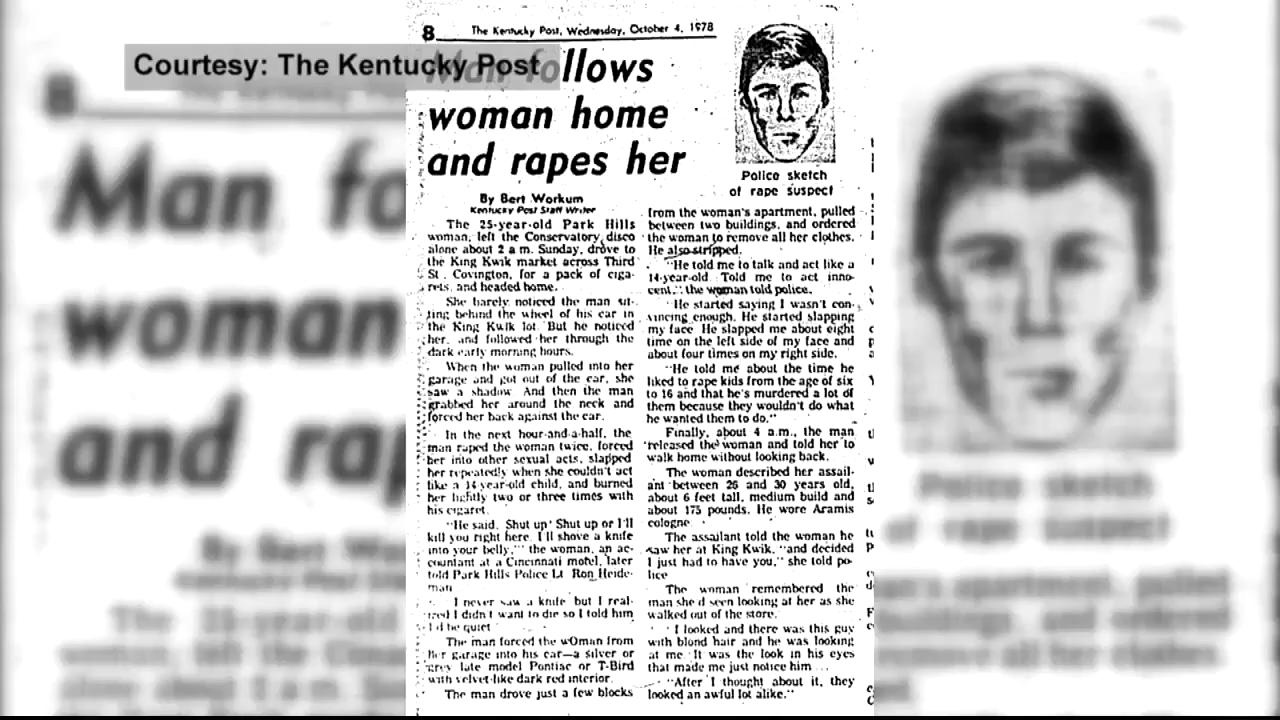 Courtesy: The Kentucky Post
8 The Kentucky Post, Wednesday, October 4, 1978
Man follows
woman home
and rapes her
Police sketch
of rape suspect
By Bert Workum
Kentucky Post Staff Writer
The 25-year-old Park Hills
woman, left the Conservatory disco
alone about 2 a m. Sunday, drove to
the King Kwik market across Third
St. Covington, for a pack of ciga-
rets, and headed home.
She barely noticed the man sit-
ting behind the wheel of his car in
the King Kwik lot. But he noticed
her, and followed her through the
dark early morning hours.
When the woman pulled into her
garage and got out of the car, she
saw a shadow. And then the man
grabbed her around the neck and
forced her back against the car.
In the next hour-and-a-half, the
man raped the woman twice, forced
her into other sexual acts, slapped
her repeatedly when she couldn't act
like a 14-year-old child, and burned
her lightly two or three times with
his cigaret.
"He said, Shut up' Shut up or I'll
kill you right here. I'll shove a knife
into your belly,'" the woman, an ac-
countant at a Cincinnati motel, later
told Park Hills Police Lt Ron Heide-
man
I never saw a knife but I real-
ized I didn't want to die so I told him
I'd be quiet
The man forced the wOman from
her garage into his car—a silver or
grey late model Pontiac or T-Bird
with velvet-like dark red interior.
The man drove just a few blocks
from the woman's apartment, pulled
between two buildings, and ordered
the woman to remove all her clothes.
He also stripped.
"He told me to talk and act like a
14-year-old. Told me to act inno-
cent," the woman told police.
"He started saying I wasn't con-
vincing enough. He started slapping
my face. He slapped me about eight
time on the left side of my face and
about four times on my right side.
"He told me about the time he
liked to rape kids from the age of six
to 16 and that he's murdered a lot of
them because they wouldn't do what
he wanted them to do."
Finally, about 4 a.m., the man
released the woman and told her to
walk home without looking back.
The woman described her assail-
ant between 26 and 30 years old,
about 6 feet tall, medium build and
about 175 pounds. He wore Aramis
cologne.
The assailant told the woman he
saw her at King Kwik, "and decided
I just had to have you," she told po-
lice
The woman remembered the
man she'd seen looking at her as she
walked out of the store.
I looked and there was this guy
with blond hair and he was looking
at me. It was the look in his eyes
that made me just notice him ...
"After I thought about it, they
looked an awful lot alike."